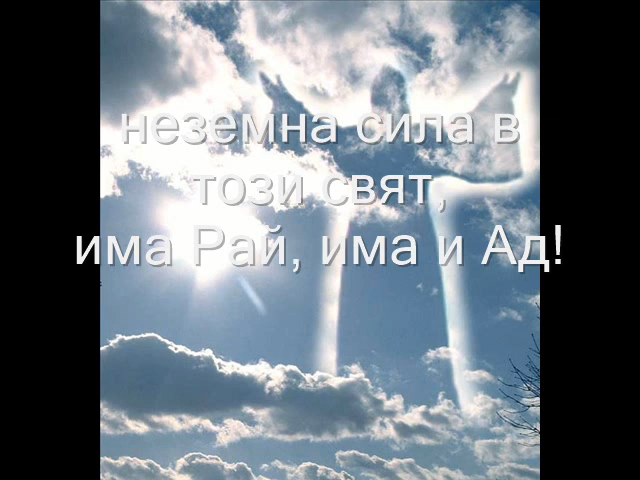 неземна сила в
този свят,
има Рай, има и Ад!